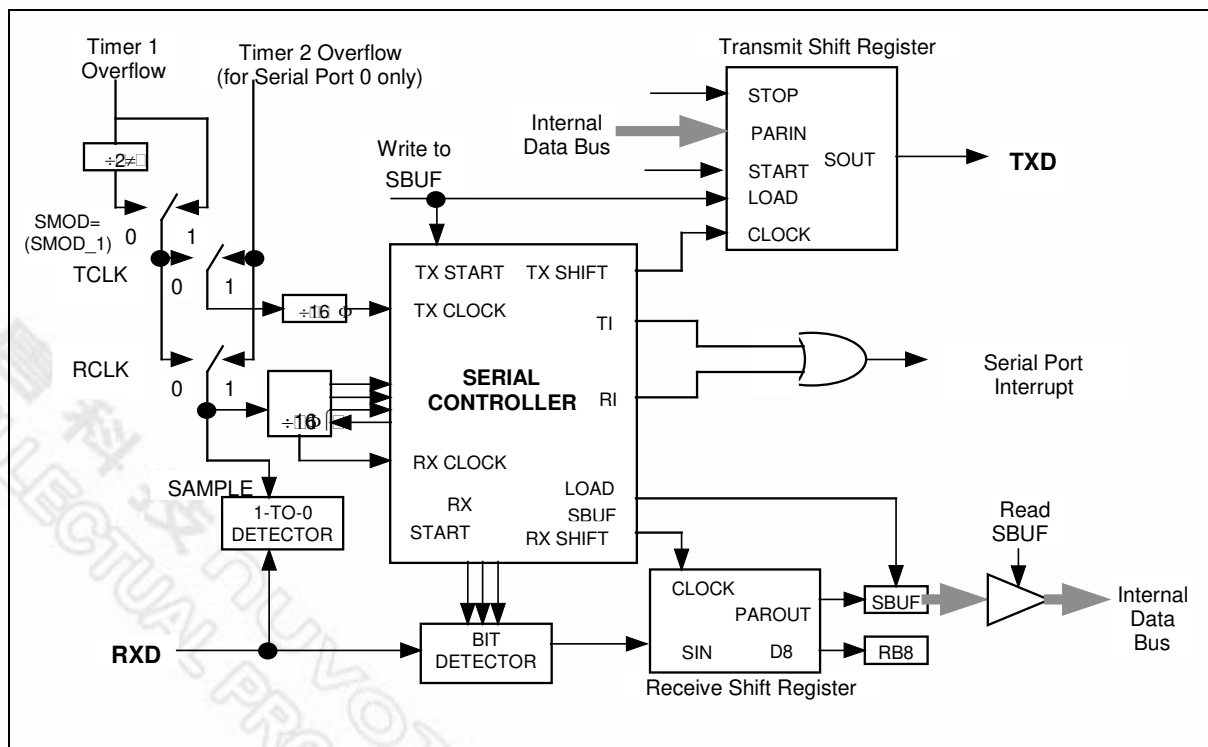 Timer 1
Overflow
Timer 2 Overflow
(for Serial Port 0 only)
Transmit Shift Register
÷2
SMOD=
(SMOD_1)
0
1
TCLK
0
1
÷16
RCLK
0
1
÷16
SAMPLE
1-TO-0
DETECTOR
RXD
Write to
SBUF
Internal
Data Bus
STOP
PARIN
START
LOAD
CLOCK
SOUT
TXD
TX START
TX SHIFT
TX CLOCK
TI
SERIAL
CONTROLLER
RI
RX CLOCK
LOAD
SBUF
RX
START
RX SHIFT
Serial Port
Interrupt
BIT
DETECTOR
CLOCK
PAROUT
SIN
D8
Receive Shift Register
SBUF
RB8
Read
SBUF
Internal
Data
Bus